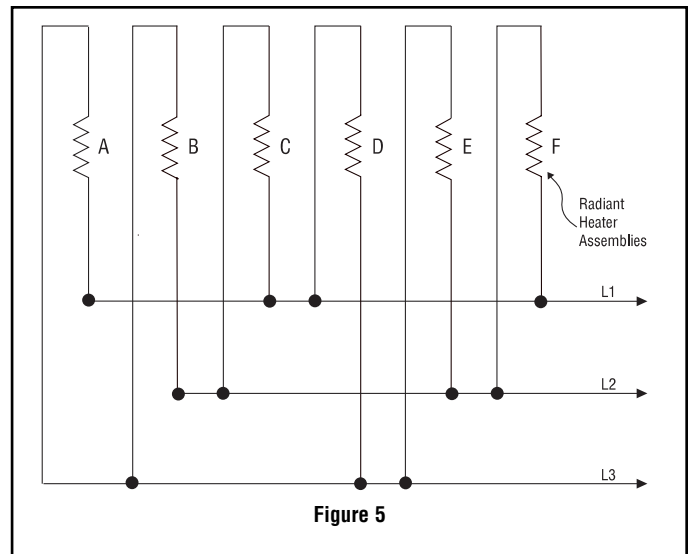 A B C D E F
Radiant
Heater
Assemblies
L1
L2
L3
Figure 5